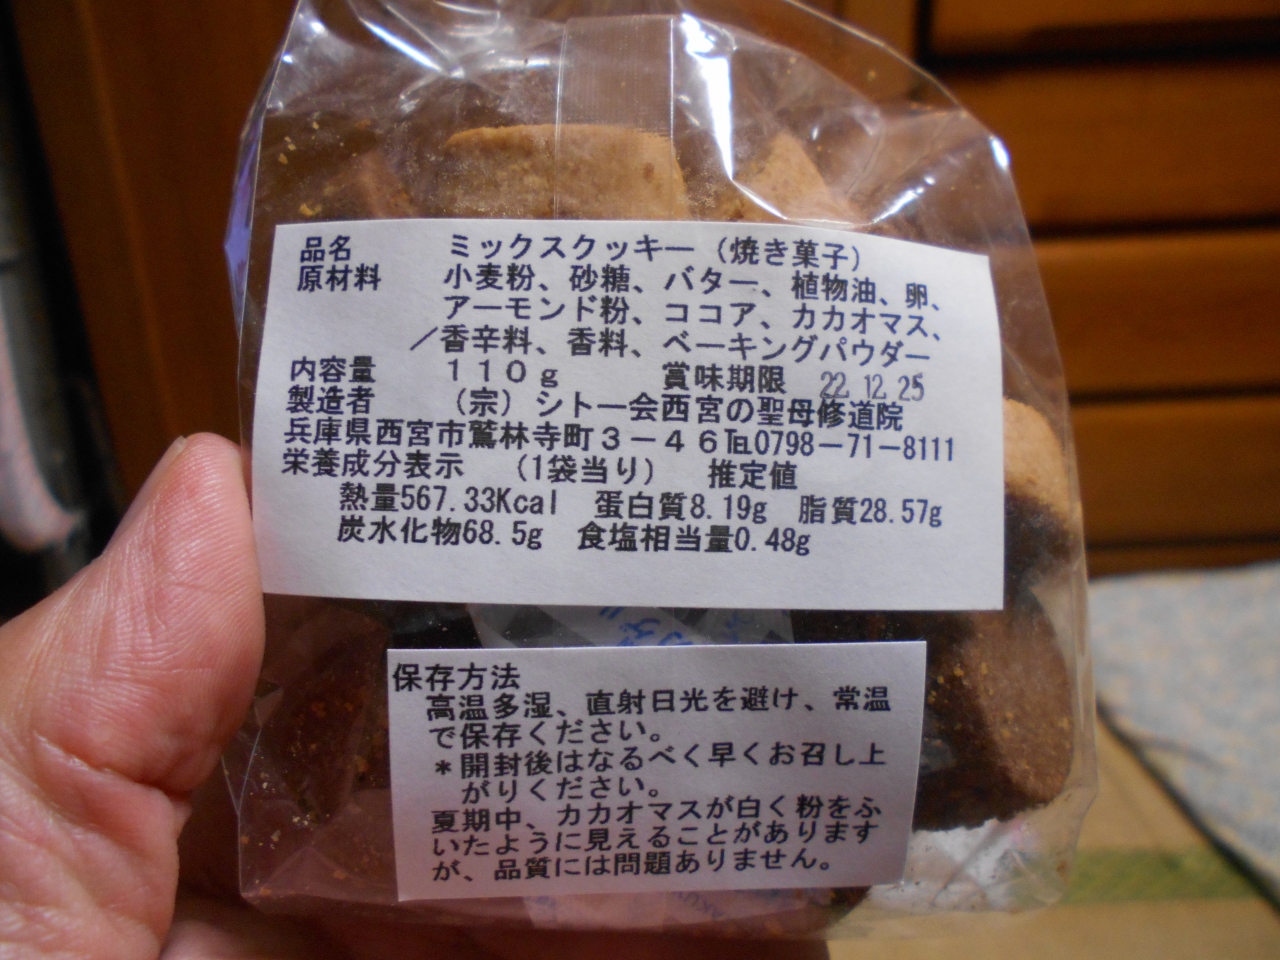 品名　ミックスクッキー（焼き菓子）
原材料　小麦粉、砂糖、バター、植物油、卵、
アーモンド粉、ココア、カカオマス、
／香辛料、香料、ベーキングパウダー
内容量　１１０ｇ　賞味期限　22.12.25
製造者　（宗）シトー会西宮の聖母修道院
兵庫県西宮市鷲林寺町３－４６℡0798－71－8111
栄養成分表示　（1袋当り）　推定値
熱量567.33Kcal　蛋白質8.19g　脂質28.57g
炭水化物68.5g　食塩相当量0.48g
保存方法
高温多湿、直射日光を避け、常温
で保存ください。
＊開封後はなるべく早くお召し上
がりください。
夏期中、カカオマスが白く粉をふ
いたように見えることがあります
が、品質には問題ありません。